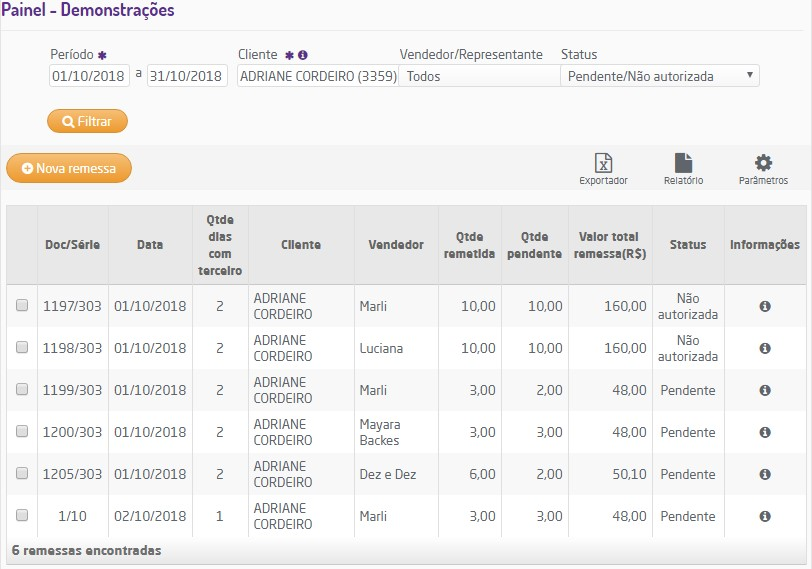 Painel - Demonstrações
Período * Cliente * Vendedor/Representante Status
01/10/2018 a 31/10/2018 ADRIANE CORDEIRO (3359) Todos Pendente/Não autorizada
Filtrar
Nova remessa
Exportador Relatório Parâmetros
Doc/Série Data Qtde dias com terceiro Cliente Vendedor Qtde remetida Qtde pendente Valor total remessa(R$) Status Informações
1197/303 01/10/2018 2 ADRIANE CORDEIRO Marli 10,00 10,00 160,00 Não autorizada
1198/303 01/10/2018 2 ADRIANE CORDEIRO Luciana 10,00 10,00 160,00 Não autorizada
1199/303 01/10/2018 2 ADRIANE CORDEIRO Marli 3,00 2,00 48,00 Pendente
1200/303 01/10/2018 2 ADRIANE CORDEIRO Mayara Backes 3,00 3,00 48,00 Pendente
1205/303 01/10/2018 2 ADRIANE CORDEIRO Dez e Dez 6,00 2,00 50,10 Pendente
1/10 02/10/2018 1 ADRIANE CORDEIRO Marli 3,00 3,00 48,00 Pendente
6 remessas encontradas